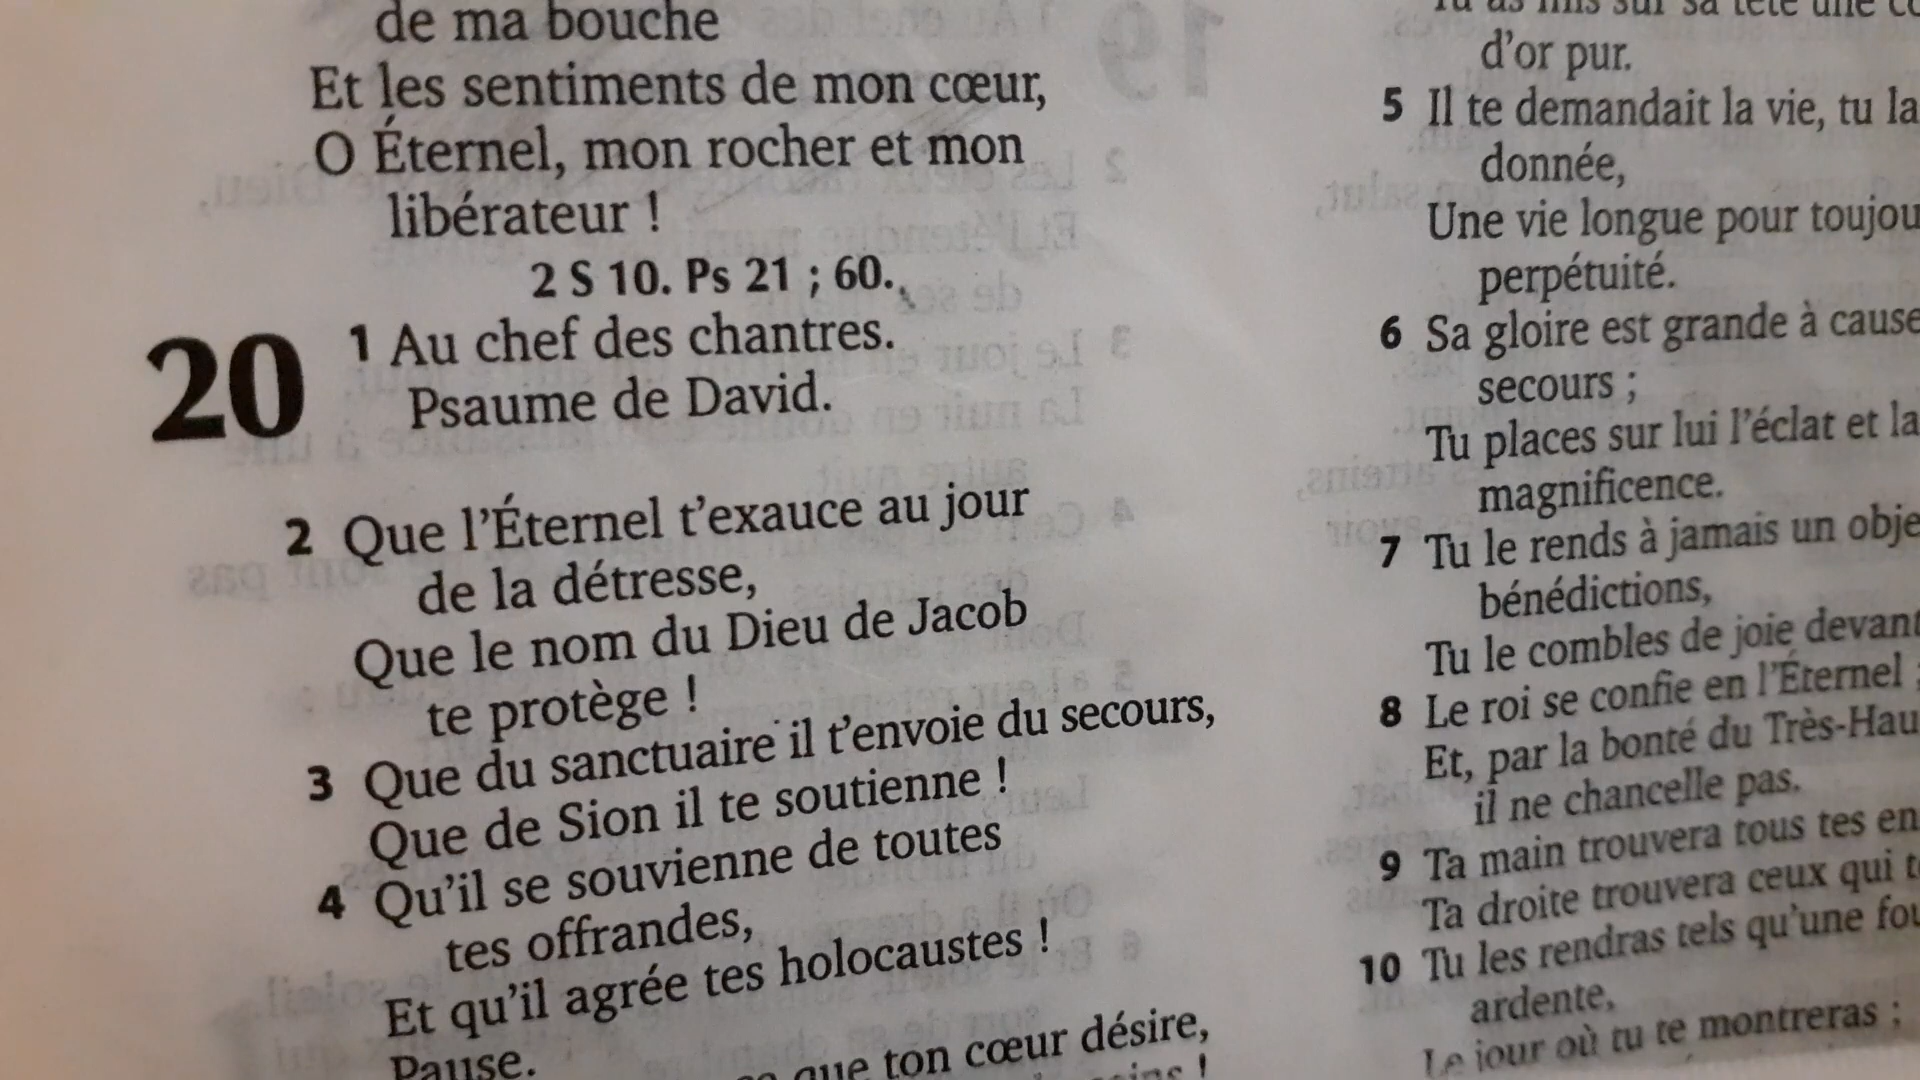 de ma bouche
Et les sentiments de mon cœur,
O Éternel, mon rocher et mon
libérateur !
2 S 10. Ps 21 ; 60.
20
1 Au chef des chantres.
Psaume de David.
2 Que l'Éternel t'exauce au jour
de la détresse,
Que le nom du Dieu de Jacob
te protège !
3 Que du sanctuaire il t'envoie du secours,
Que de Sion il te soutienne !
4 Qu'il se souvienne de toutes
tes offrandes,
Et qu'il agrée tes holocaustes !
Pause.
que ton cœur désire,
Tu as mis sur sa tête une
d'or pur.
5 Il te demandait la vie, tu la
donnée,
Une vie longue pour
perpétuité.
6 Sa gloire est grande à cause
secours ;
Tu places sur lui l'éclat et la
magnificence.
7 Tu le rends à jamais un
bénédictions,
Tu le combles de joie devant
8 Le roi se confie en l'Éternel ;
Et, par la bonté du
il ne chancelle pas.
9 Ta main trouvera tous tes
Ta droite trouvera ceux qui
10 Tu les rendras tels qu'une
ardente,
Le jour où tu te montreras ;